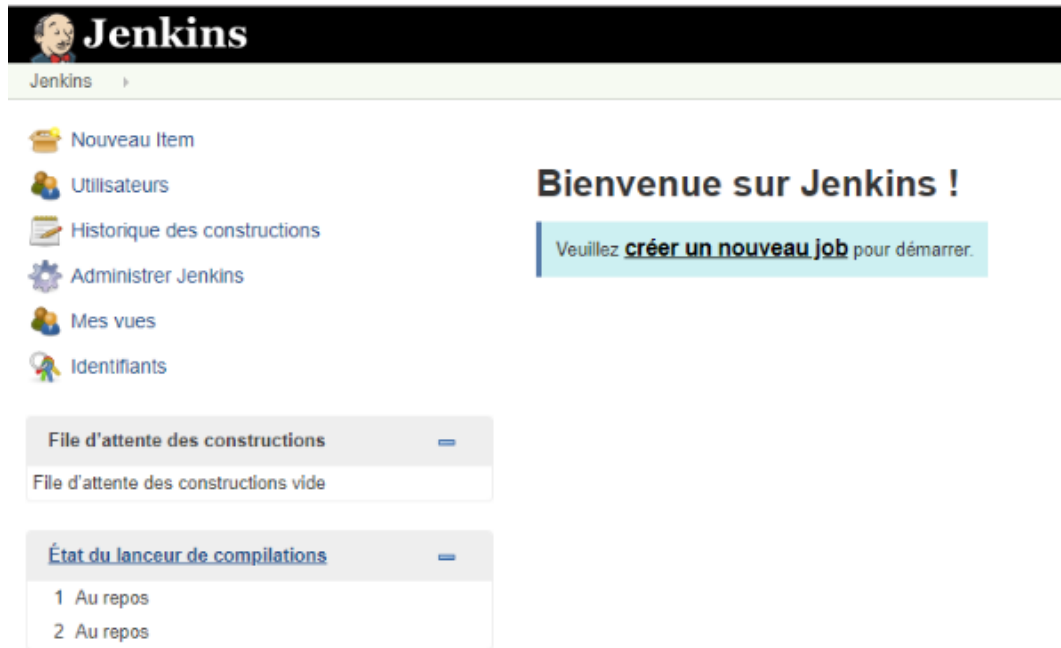 Jenkins
Jenkins
Nouveau Item
Utilisateurs
Historique des constructions
Administrer Jenkins
Mes vues
Identifiants
File d'attente des constructions
File d'attente des constructions vide
État du lanceur de compilations
1 Au repos
2 Au repos
Bienvenue sur Jenkins !
Veuillez créer un nouveau job pour démarrer.